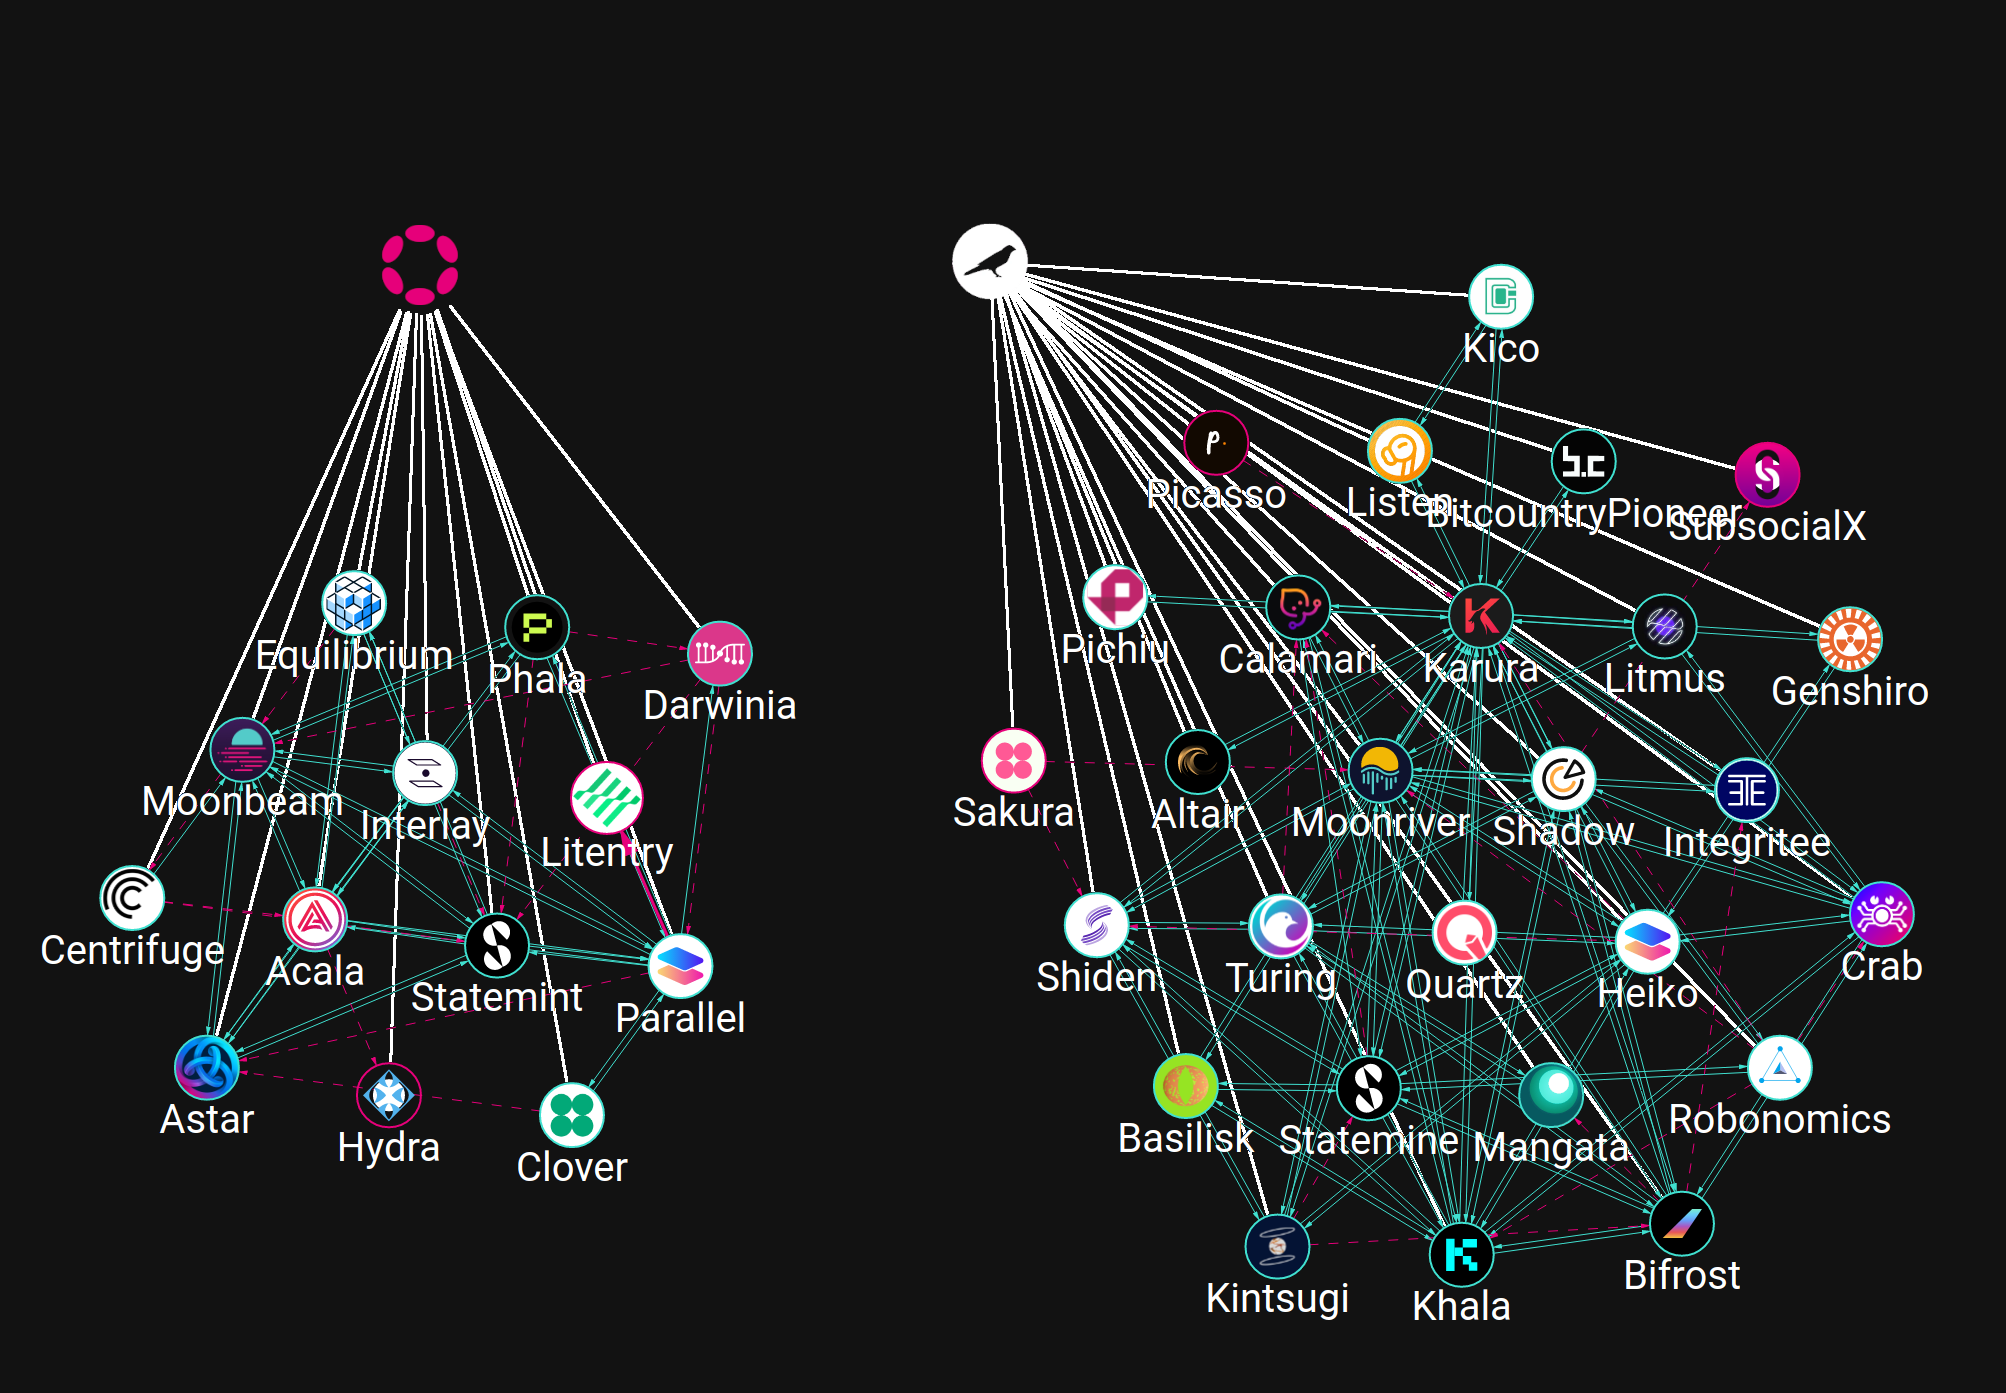 Kico
Picasso
Listen
BitcountryPioneer
SubsocialX
Equilibrium
Phala
Darwinia
Pichiu
Calamari
Karura
Litmus
Genshiro
Moonbeam
Interlay
Litentry
Sakura
Altair
Moonriver
Shadow
Integritee
Centrifuge
Acala
Statemint
Parallel
Shiden
Turing
Quartz
Heiko
Crab
Astar
Hydra
Clover
Basilisk
Statemine
Mangata
Robonomics
Kintsugi
Khala
Bifrost